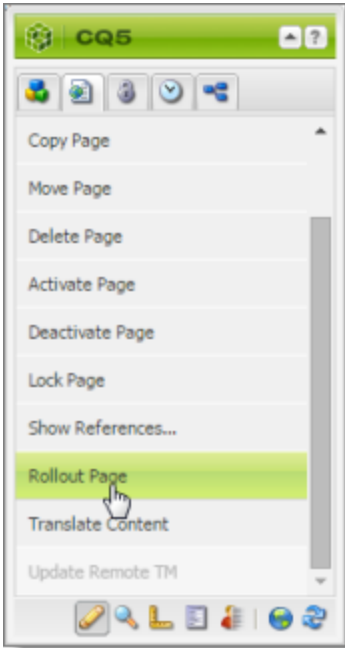 CQ5
?
Copy Page
Move Page
Delete Page
Activate Page
Deactivate Page
Lock Page
Show References...
Rollout Page
Translate Content
Update Remote TM